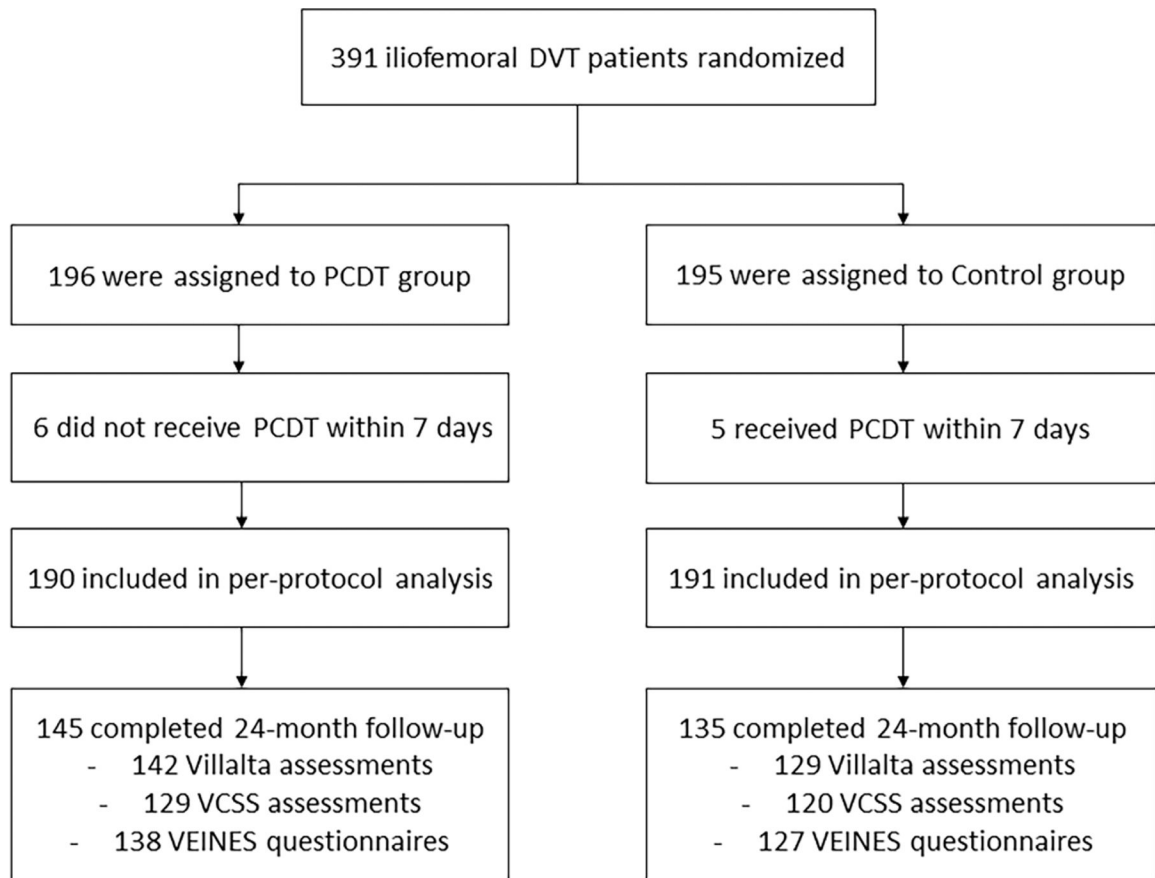 391 iliofemoral DVT patients randomized
196 were assigned to PCDT group
6 did not receive PCDT within 7 days
190 included in per-protocol analysis
145 completed 24-month follow-up
- 142 Villalta assessments
- 129 VCSS assessments
- 138 VEINES questionnaires
195 were assigned to Control group
5 received PCDT within 7 days
191 included in per-protocol analysis
135 completed 24-month follow-up
- 129 Villalta assessments
- 120 VCSS assessments
- 127 VEINES questionnaires